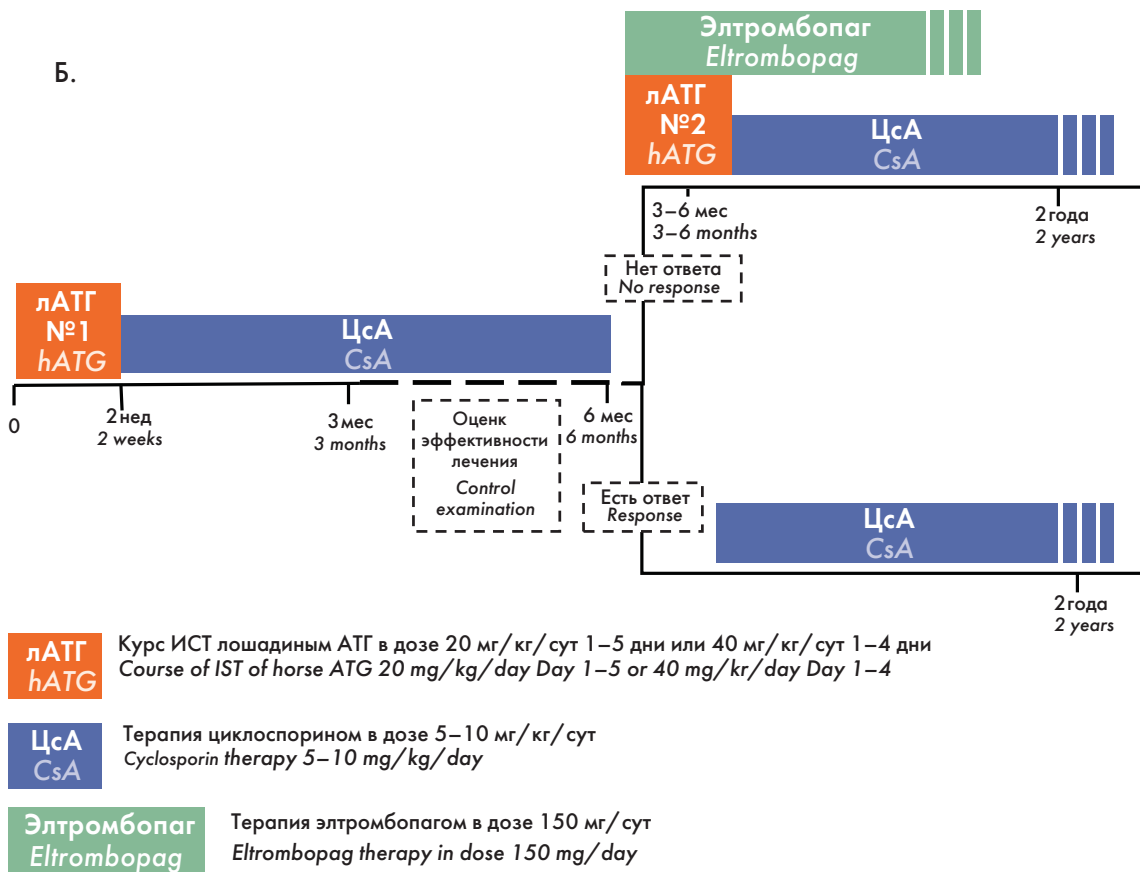 Б.
Элтромбопаг
Eltrombopag
лАТГ
№2
hATG
ЦсА
CsA
3–6 мес
3–6 months
2 года
2 years
Нет ответа
No response
лАТГ
№1
hATG
ЦсА
CsA
0
2 нед
2 weeks
3 мес
3 months
Оценк
эффективности
лечения
Control
examination
6 мес
6 months
Есть ответ
Response
ЦсА
CsA
2 года
2 years
лАТГ
hATG
Курс ИСТ лошадиным АТГ в дозе 20 мг/кг/сут 1–5 дни или 40 мг/кг/сут 1–4 дни
Course of IST of horse ATG 20 mg/kg/day Day 1–5 or 40 mg/kr/day Day 1–4
ЦсА
CsA
Терапия циклоспорином в дозе 5–10 мг/кг/сут
Cyclosporin therapy 5–10 mg/kg/day
Элтромбопаг
Eltrombopag
Терапия элтромбопагом в дозе 150 мг/сут
Eltrombopag therapy in dose 150 mg/day